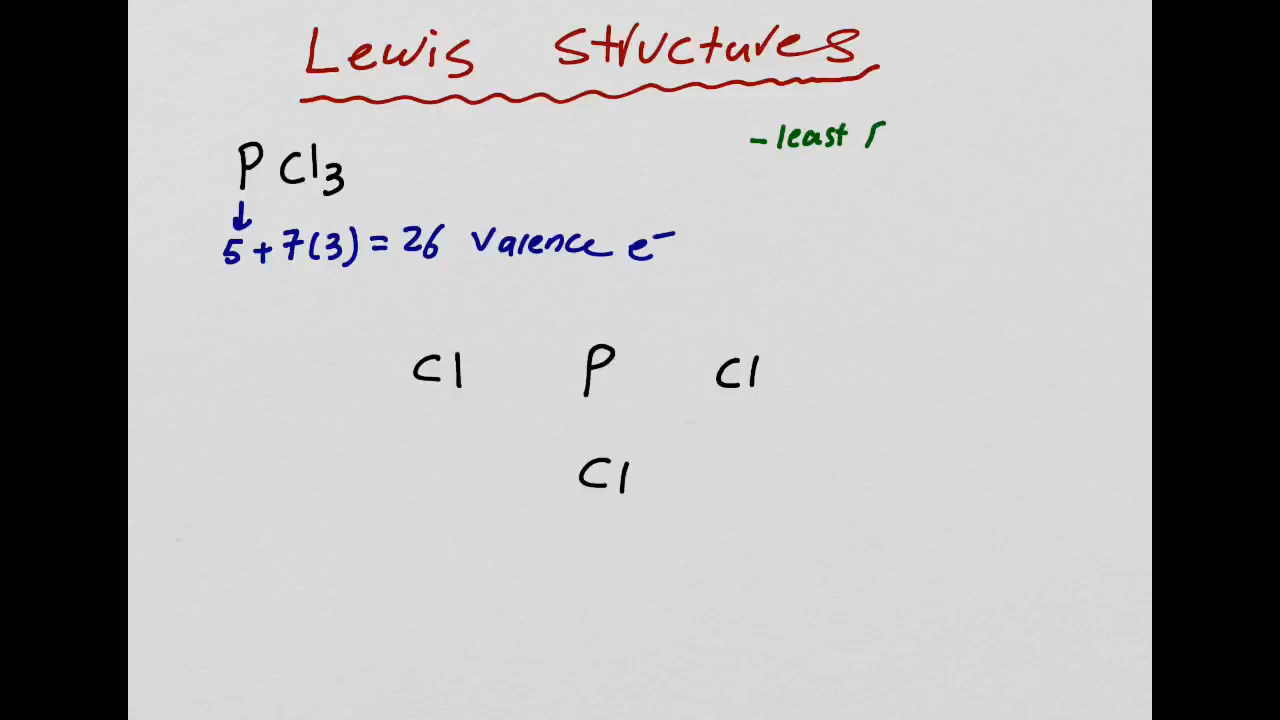 Lewis Structures
- least
PCl3
5 + 7(3) = 26 Valence e⁻
Cl P Cl
Cl